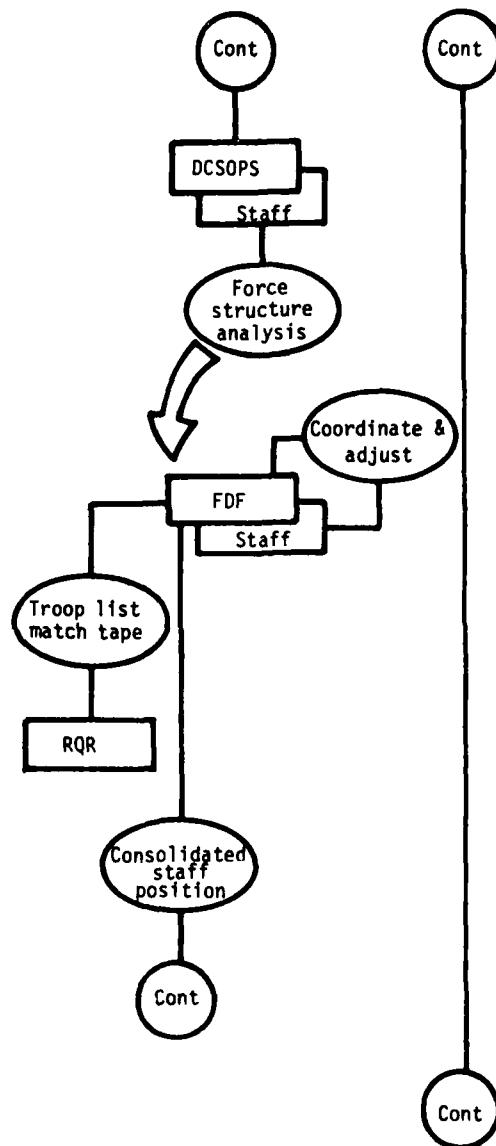 Cont
Cont
DCSOPS
Staff
Force
structure
analysis
Coordinate &
adjust
FDF
Staff
Troop list
match tape
RQR
Consolidated
staff
position
Cont
Cont